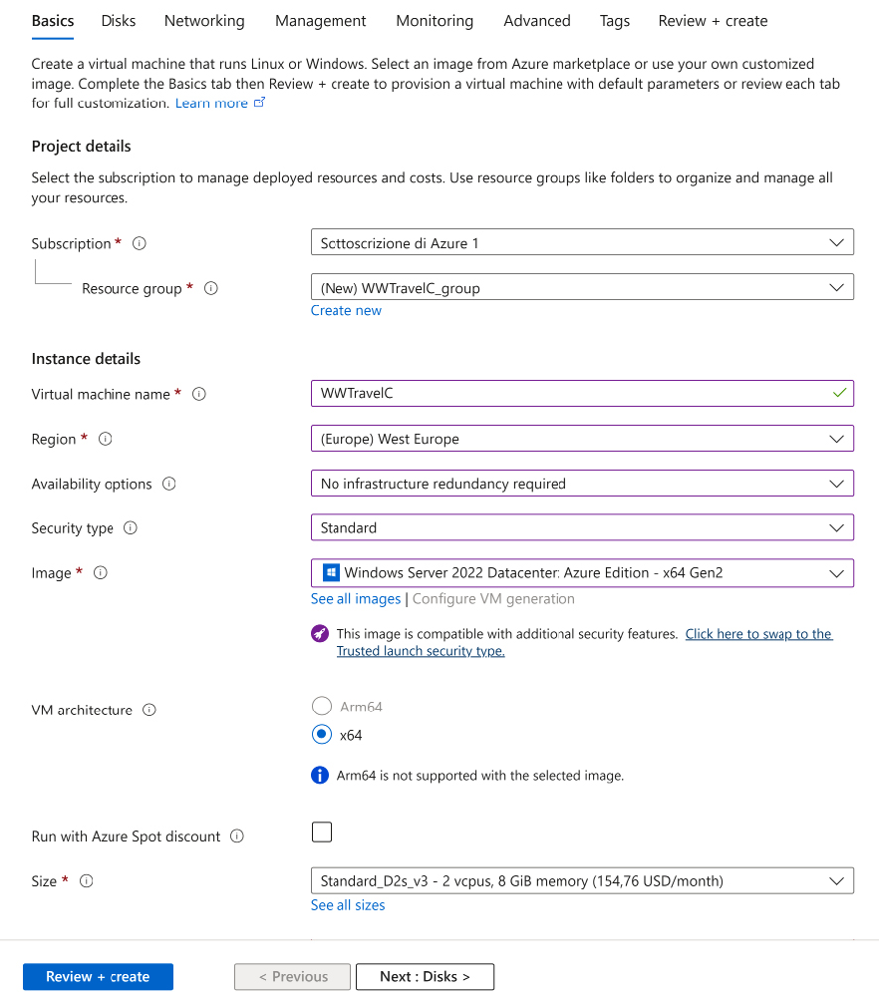 Basics Disks Networking Management Monitoring Advanced Tags Review + create
Create a virtual machine that runs Linux or Windows. Select an image from Azure marketplace or use your own customized
image. Complete the Basics tab then Review + create to provision a virtual machine with default parameters or review each tab
for full customization. Learn more
Project details
Select the subscription to manage deployed resources and costs. Use resource groups like folders to organize and manage all
your resources.
Subscription * Sottoscrizione di Azure 1
Resource group * (New) WWTravelC_group
Create new
Instance details
Virtual machine name * WWTravelC
Region * (Europe) West Europe
Availability options No infrastructure redundancy required
Security type Standard
Image * Windows Server 2022 Datacenter: Azure Edition - x64 Gen2
See all images | Configure VM generation
This image is compatible with additional security features. Click here to swap to the
Trusted launch security type.
VM architecture Arm64
x64
Arm64 is not supported with the selected image.
Run with Azure Spot discount
Size * Standard_D2s_v3 - 2 vcpus, 8 GiB memory (154,76 USD/month)
See all sizes
Review + create < Previous Next : Disks >